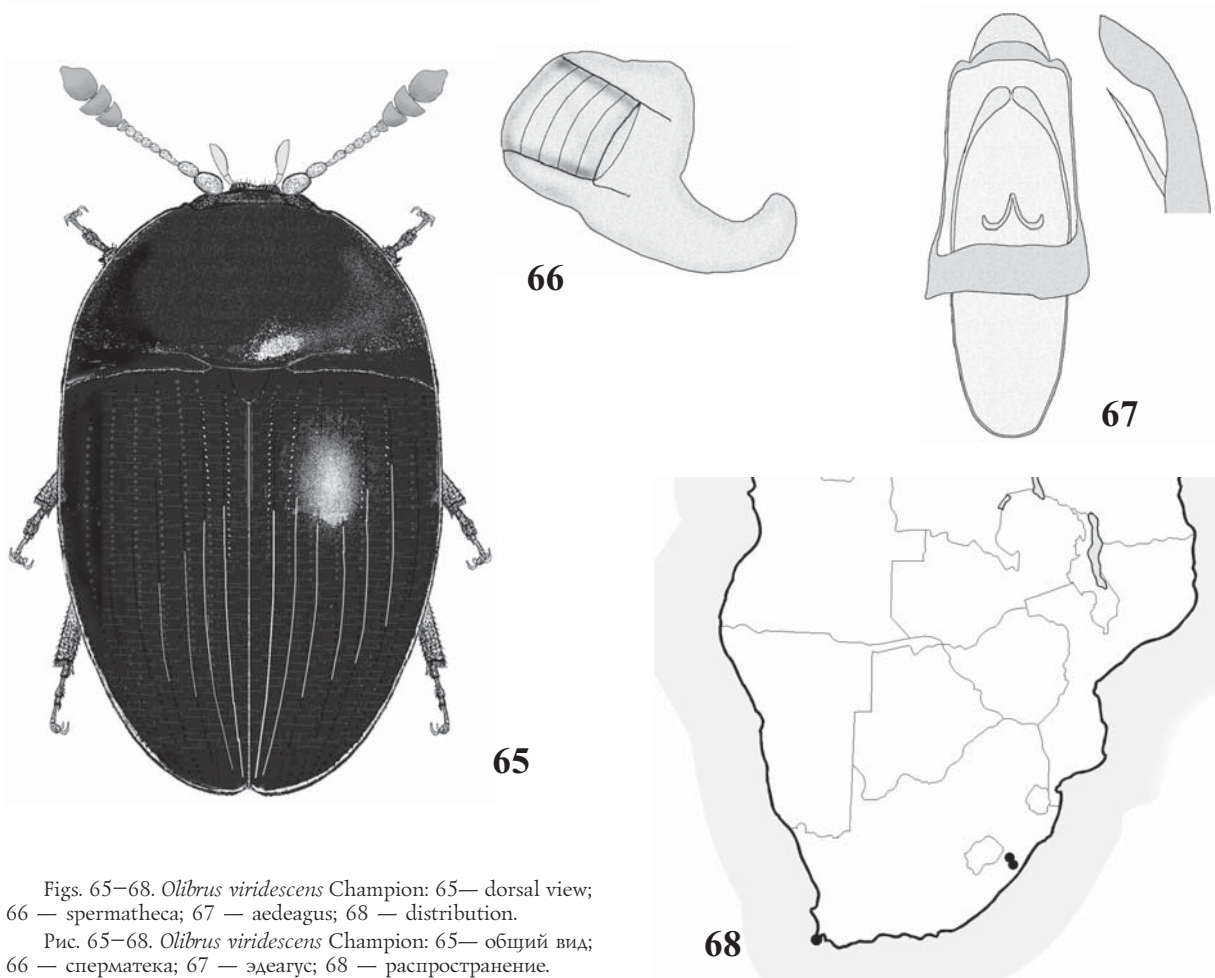 66
67
65
68
Figs. 65–68. Olibrus viridescens Champion: 65— dorsal view;
66 — spermatheca; 67 — aedeagus; 68 — distribution.
Рис. 65–68. Olibrus viridescens Champion: 65— общий вид;
66 — сперматека; 67 — эдеагус; 68 — распространение.